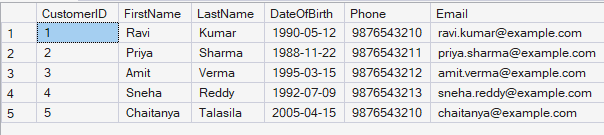 CustomerID FirstName LastName DateOfBirth Phone Email
1 1 Ravi Kumar 1990-05-12 9876543210 ravi.kumar@example.com
2 2 Priya Sharma 1988-11-22 9876543211 priya.sharma@example.com
3 3 Amit Verma 1995-03-15 9876543212 amit.verma@example.com
4 4 Sneha Reddy 1992-07-09 9876543213 sneha.reddy@example.com
5 5 Chaitanya Talasila 2005-04-15 9876543210 chaitanya@example.com